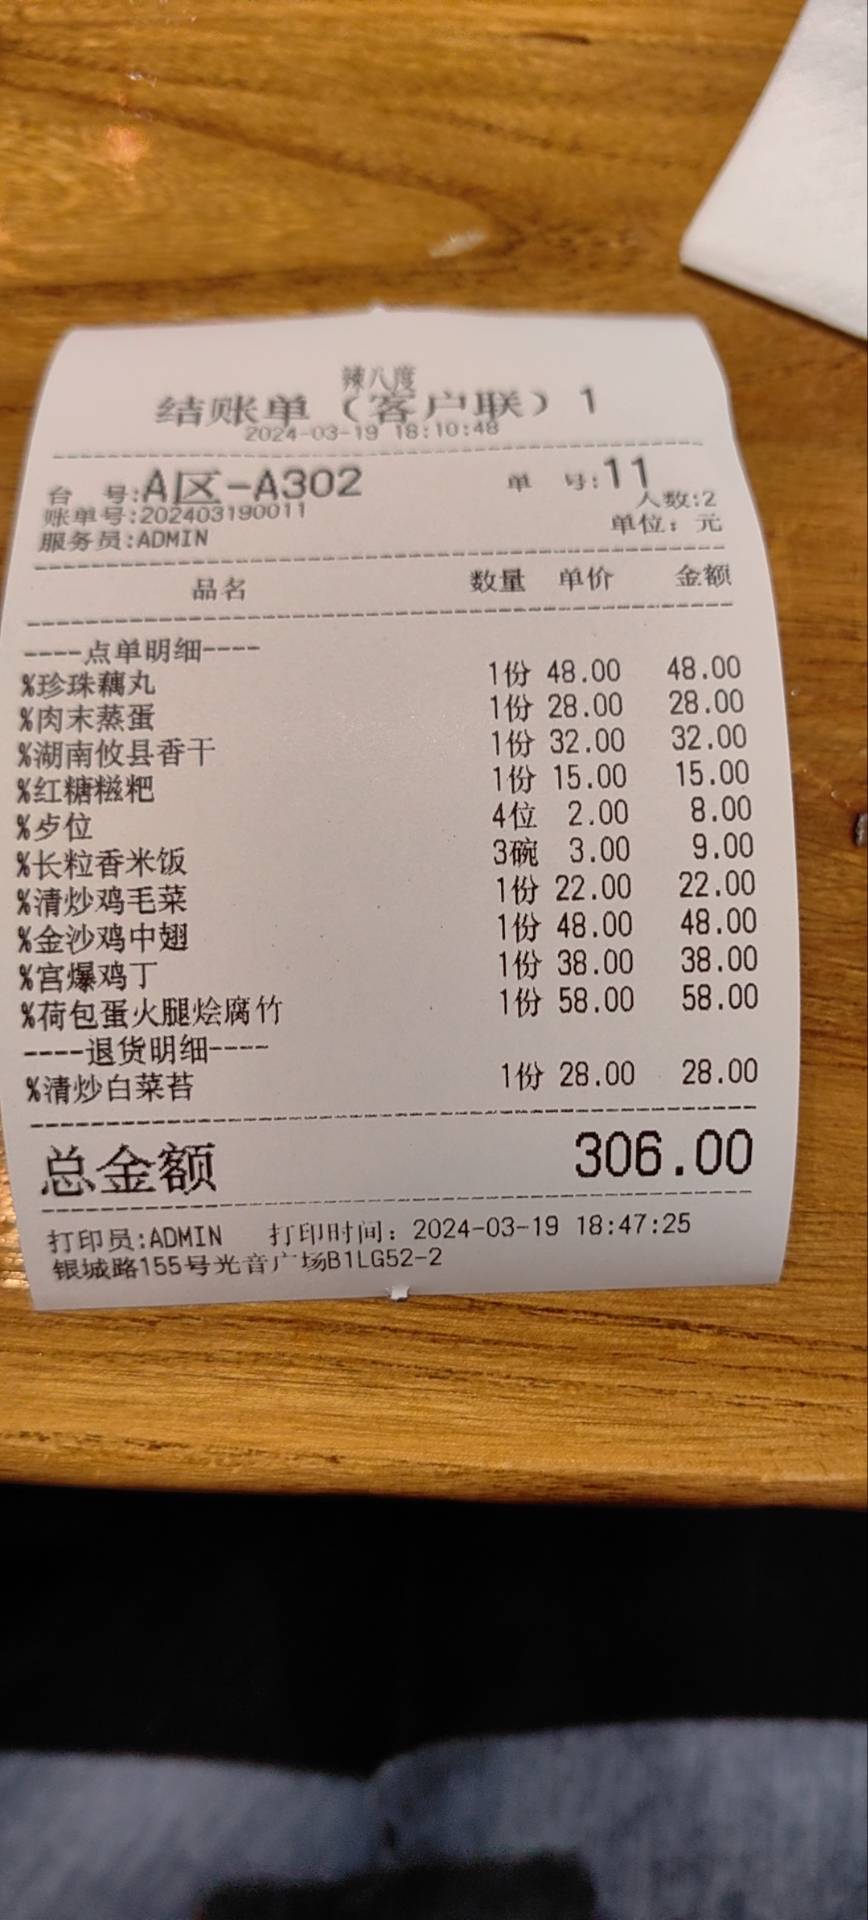 辣八度
结账单（客户联）1
2024-03-19 18:10:48
台 号:A区-A302 单 号:11
账单号:202403190011 人数:2
服务员:ADMIN 单位：元
品名 数量 单价 金额
----点单明细----
%珍珠藕丸 1份 48.00 48.00
%肉末蒸蛋 1份 28.00 28.00
%湖南攸县香干 1份 32.00 32.00
%红糖糍粑 1份 15.00 15.00
%歺位 4位 2.00 8.00
%长粒香米饭 3碗 3.00 9.00
%清炒鸡毛菜 1份 22.00 22.00
%金沙鸡中翅 1份 48.00 48.00
%宫爆鸡丁 1份 38.00 38.00
%荷包蛋火腿烩腐竹 1份 58.00 58.00
----退货明细----
%清炒白菜苔 1份 28.00 28.00
总金额 306.00
打印员:ADMIN 打印时间：2024-03-19 18:47:25
银城路155号光音广场B1LG52-2